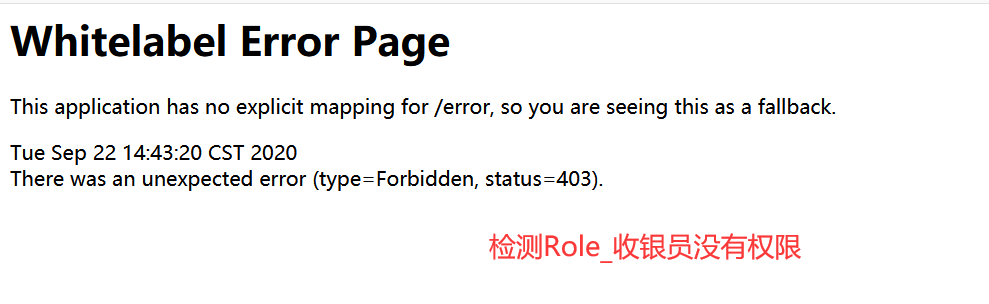 Whitelabel Error Page
This application has no explicit mapping for /error, so you are seeing this as a fallback.
Tue Sep 22 14:43:20 CST 2020
There was an unexpected error (type=Forbidden, status=403).
检测Role_收银员没有权限